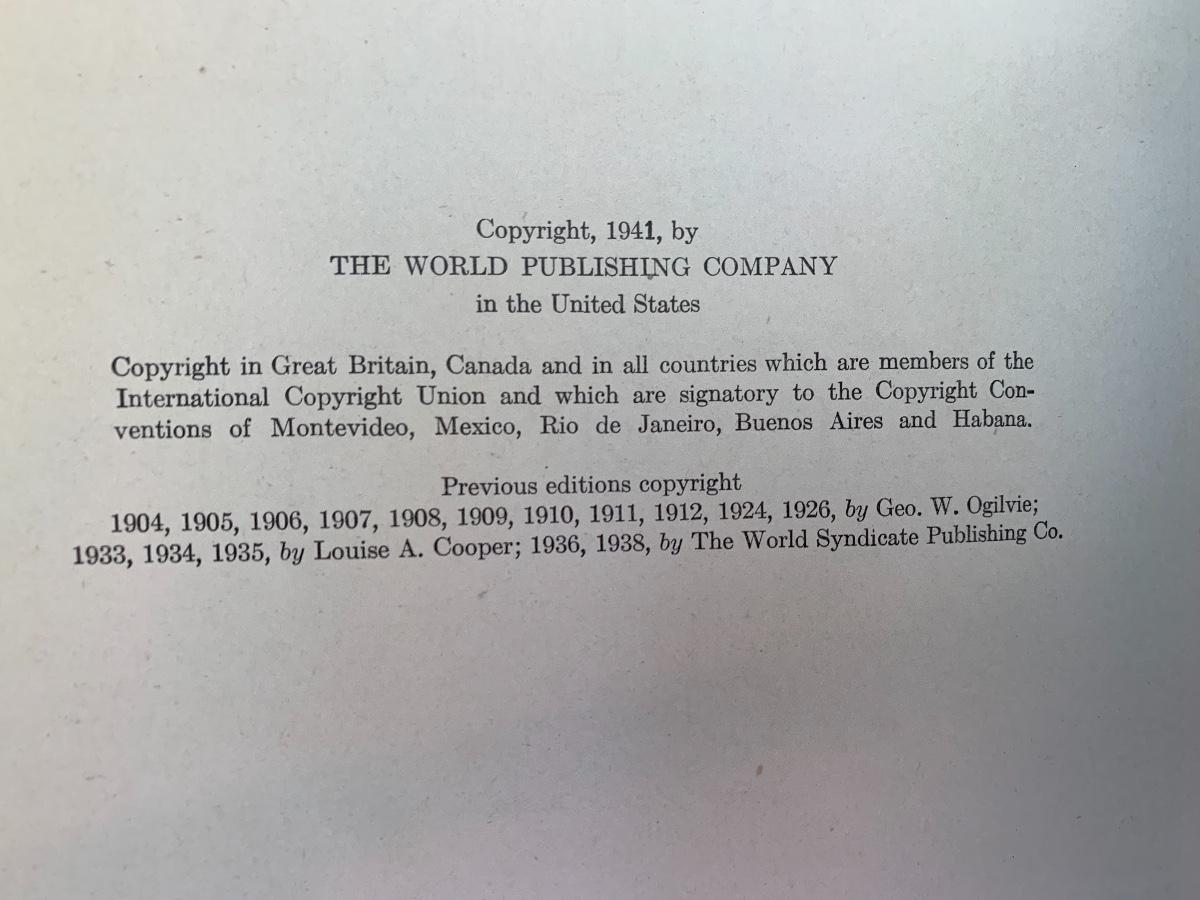 Copyright, 1941, by
THE WORLD PUBLISHING COMPANY
in the United States
Copyright in Great Britain, Canada and in all countries which are members of the
International Copyright Union and which are signatory to the Copyright Con-
ventions of Montevideo, Mexico, Rio de Janeiro, Buenos Aires and Habana.
Previous editions copyright
1904, 1905, 1906, 1907, 1908, 1909, 1910, 1911, 1912, 1924, 1926, by Geo. W. Ogilvie;
1933, 1934, 1935, by Louise A. Cooper; 1936, 1938, by The World Syndicate Publishing Co.